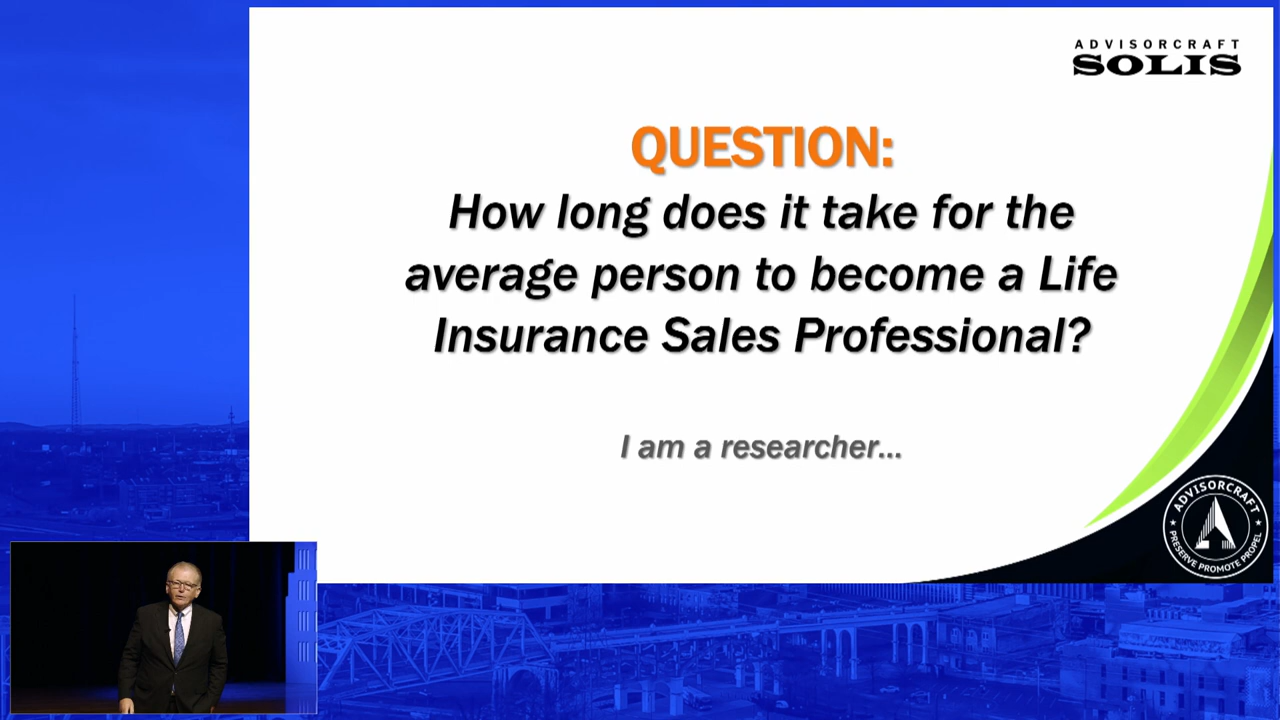 ADVISORCRAFT
SOLIS
QUESTION:
How long does it take for the
average person to become a Life
Insurance Sales Professional?
I am a researcher...
ADVISORCRAFT
PRESERVE PROMOTE PROPEL